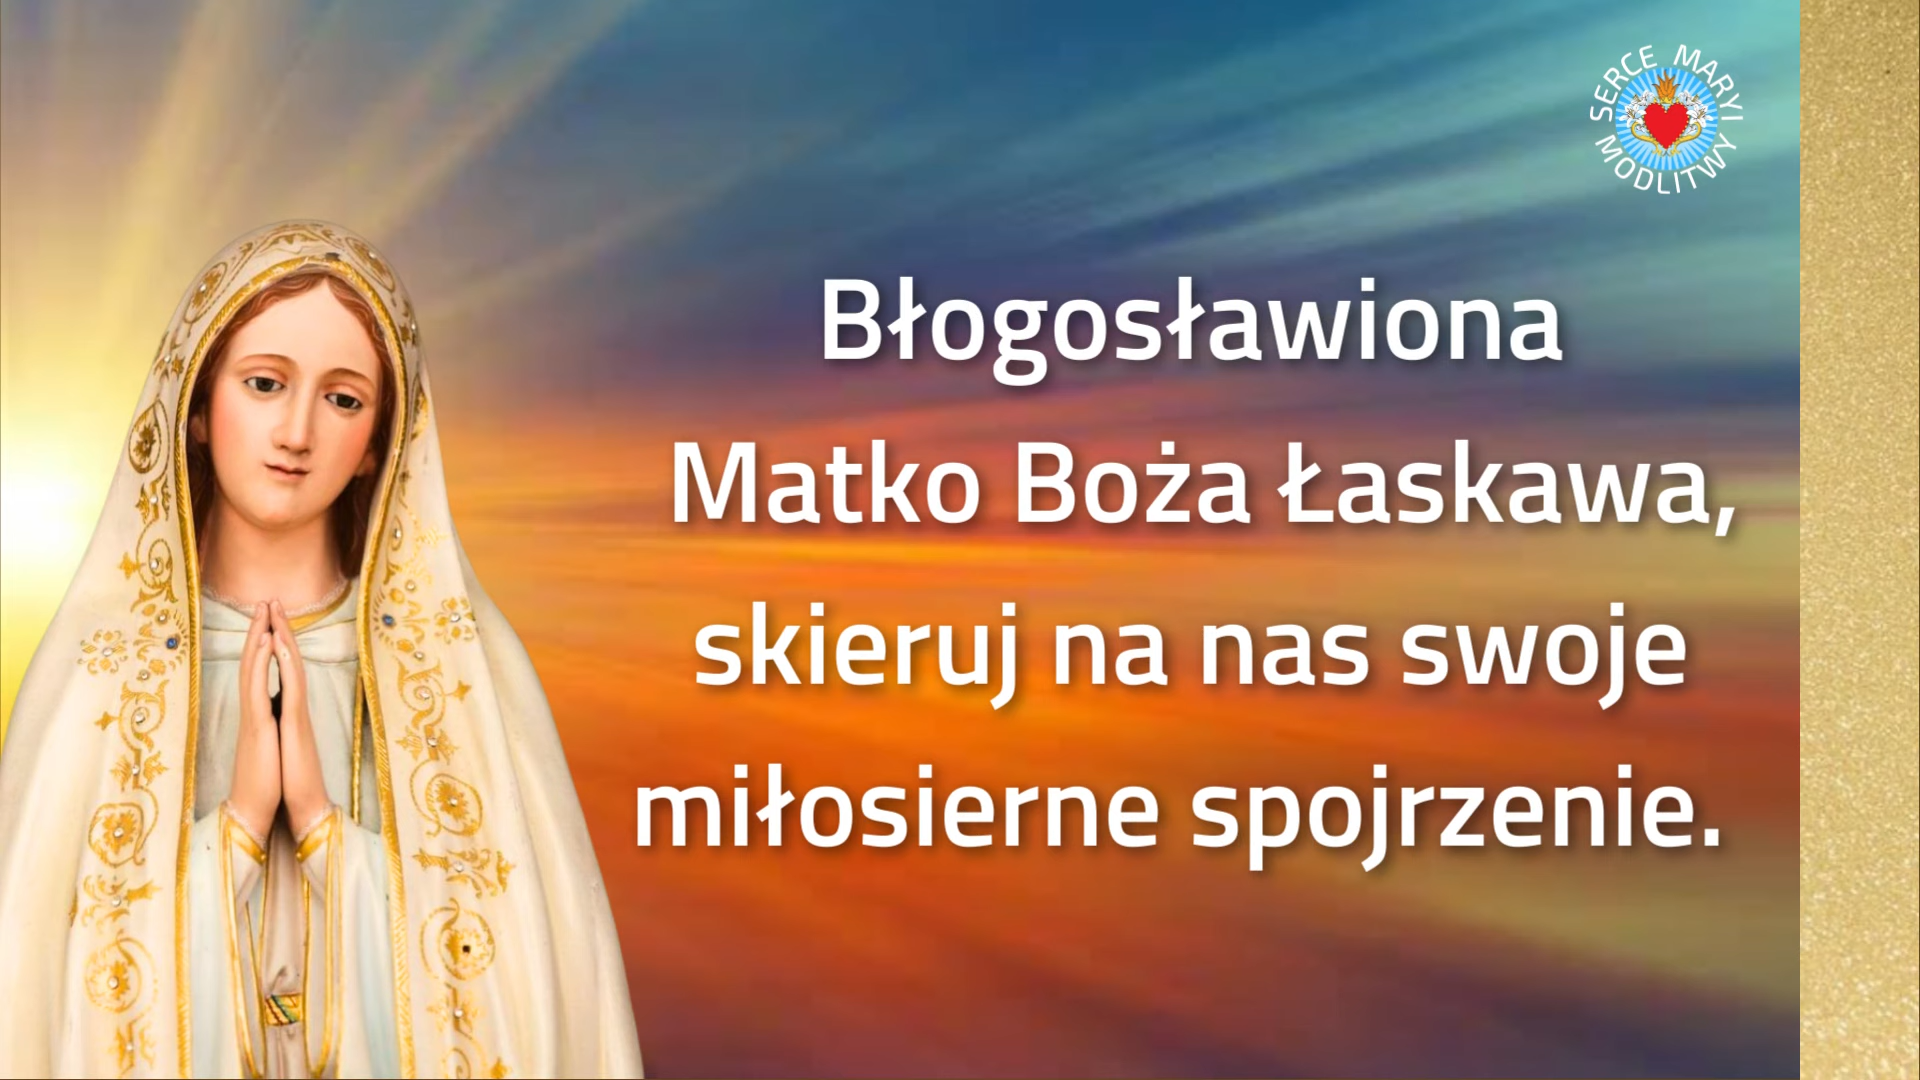 SERCE MARYI
MODLITWY
Błogosławiona
Matko Boża Łaskawa,
skieruj na nas swoje
miłosierne spojrzenie.